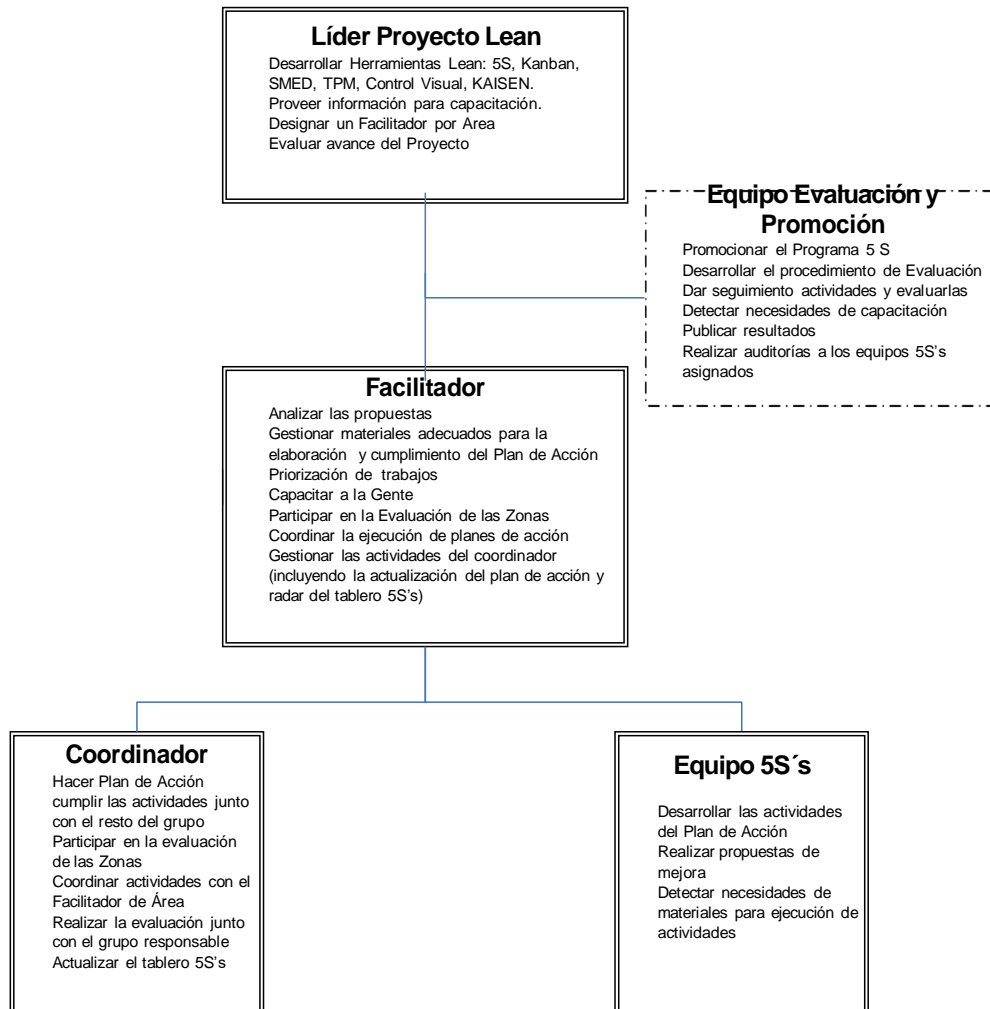 Líder Proyecto Lean
Desarrollar Herramientas Lean: 5S, Kanban,
SMED, TPM, Control Visual, KAISEN.
Proveer información para capacitación.
Designar un Facilitador por Area
Evaluar avance del Proyecto
Equipo Evaluación y
Promoción
Promocionar el Programa 5 S
Desarrollar el procedimiento de Evaluación
Dar seguimiento actividades y evaluarlas
Detectar necesidades de capacitación
Publicar resultados
Realizar auditorías a los equipos 5S's
asignados
Facilitador
Analizar las propuestas
Gestionar materiales adecuados para la
elaboración y cumplimiento del Plan de Acción
Priorización de trabajos
Capacitar a la Gente
Participar en la Evaluación de las Zonas
Coordinar la ejecución de planes de acción
Gestionar las actividades del coordinador
(incluyendo la actualización del plan de acción y
radar del tablero 5S's)
Coordinador
Hacer Plan de Acción
cumplir las actividades junto
con el resto del grupo
Participar en la evaluación
de las Zonas
Coordinar actividades con el
Facilitador de Área
Realizar la evaluación junto
con el grupo responsable
Actualizar el tablero 5S's
Equipo 5S´s
Desarrollar las actividades
del Plan de Acción
Realizar propuestas de
mejora
Detectar necesidades de
materiales para ejecución de
actividades